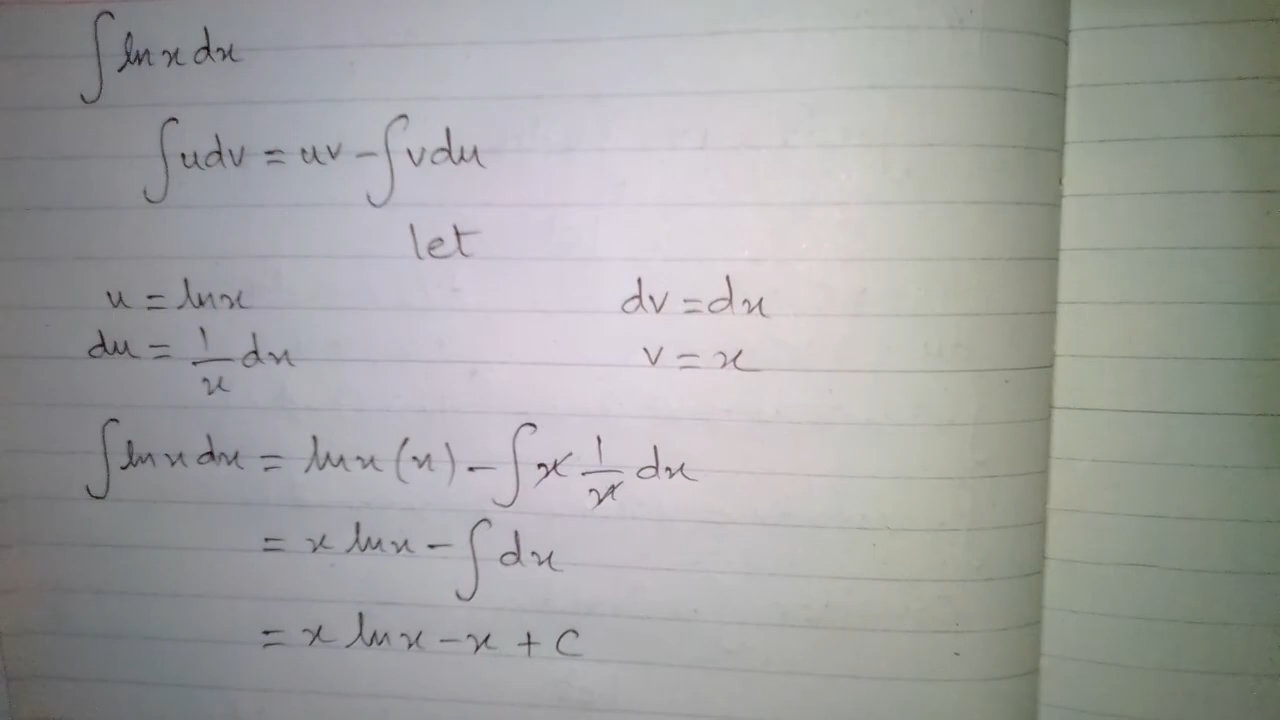 ∫ ln x dx
∫ u dv = uv - ∫ v du
let
u = ln x dv = dx
du = 1/x dx v = x
∫ ln x dx = ln x (x) - ∫ x 1/x dx
= x ln x - ∫ dx
= x ln x - x + C